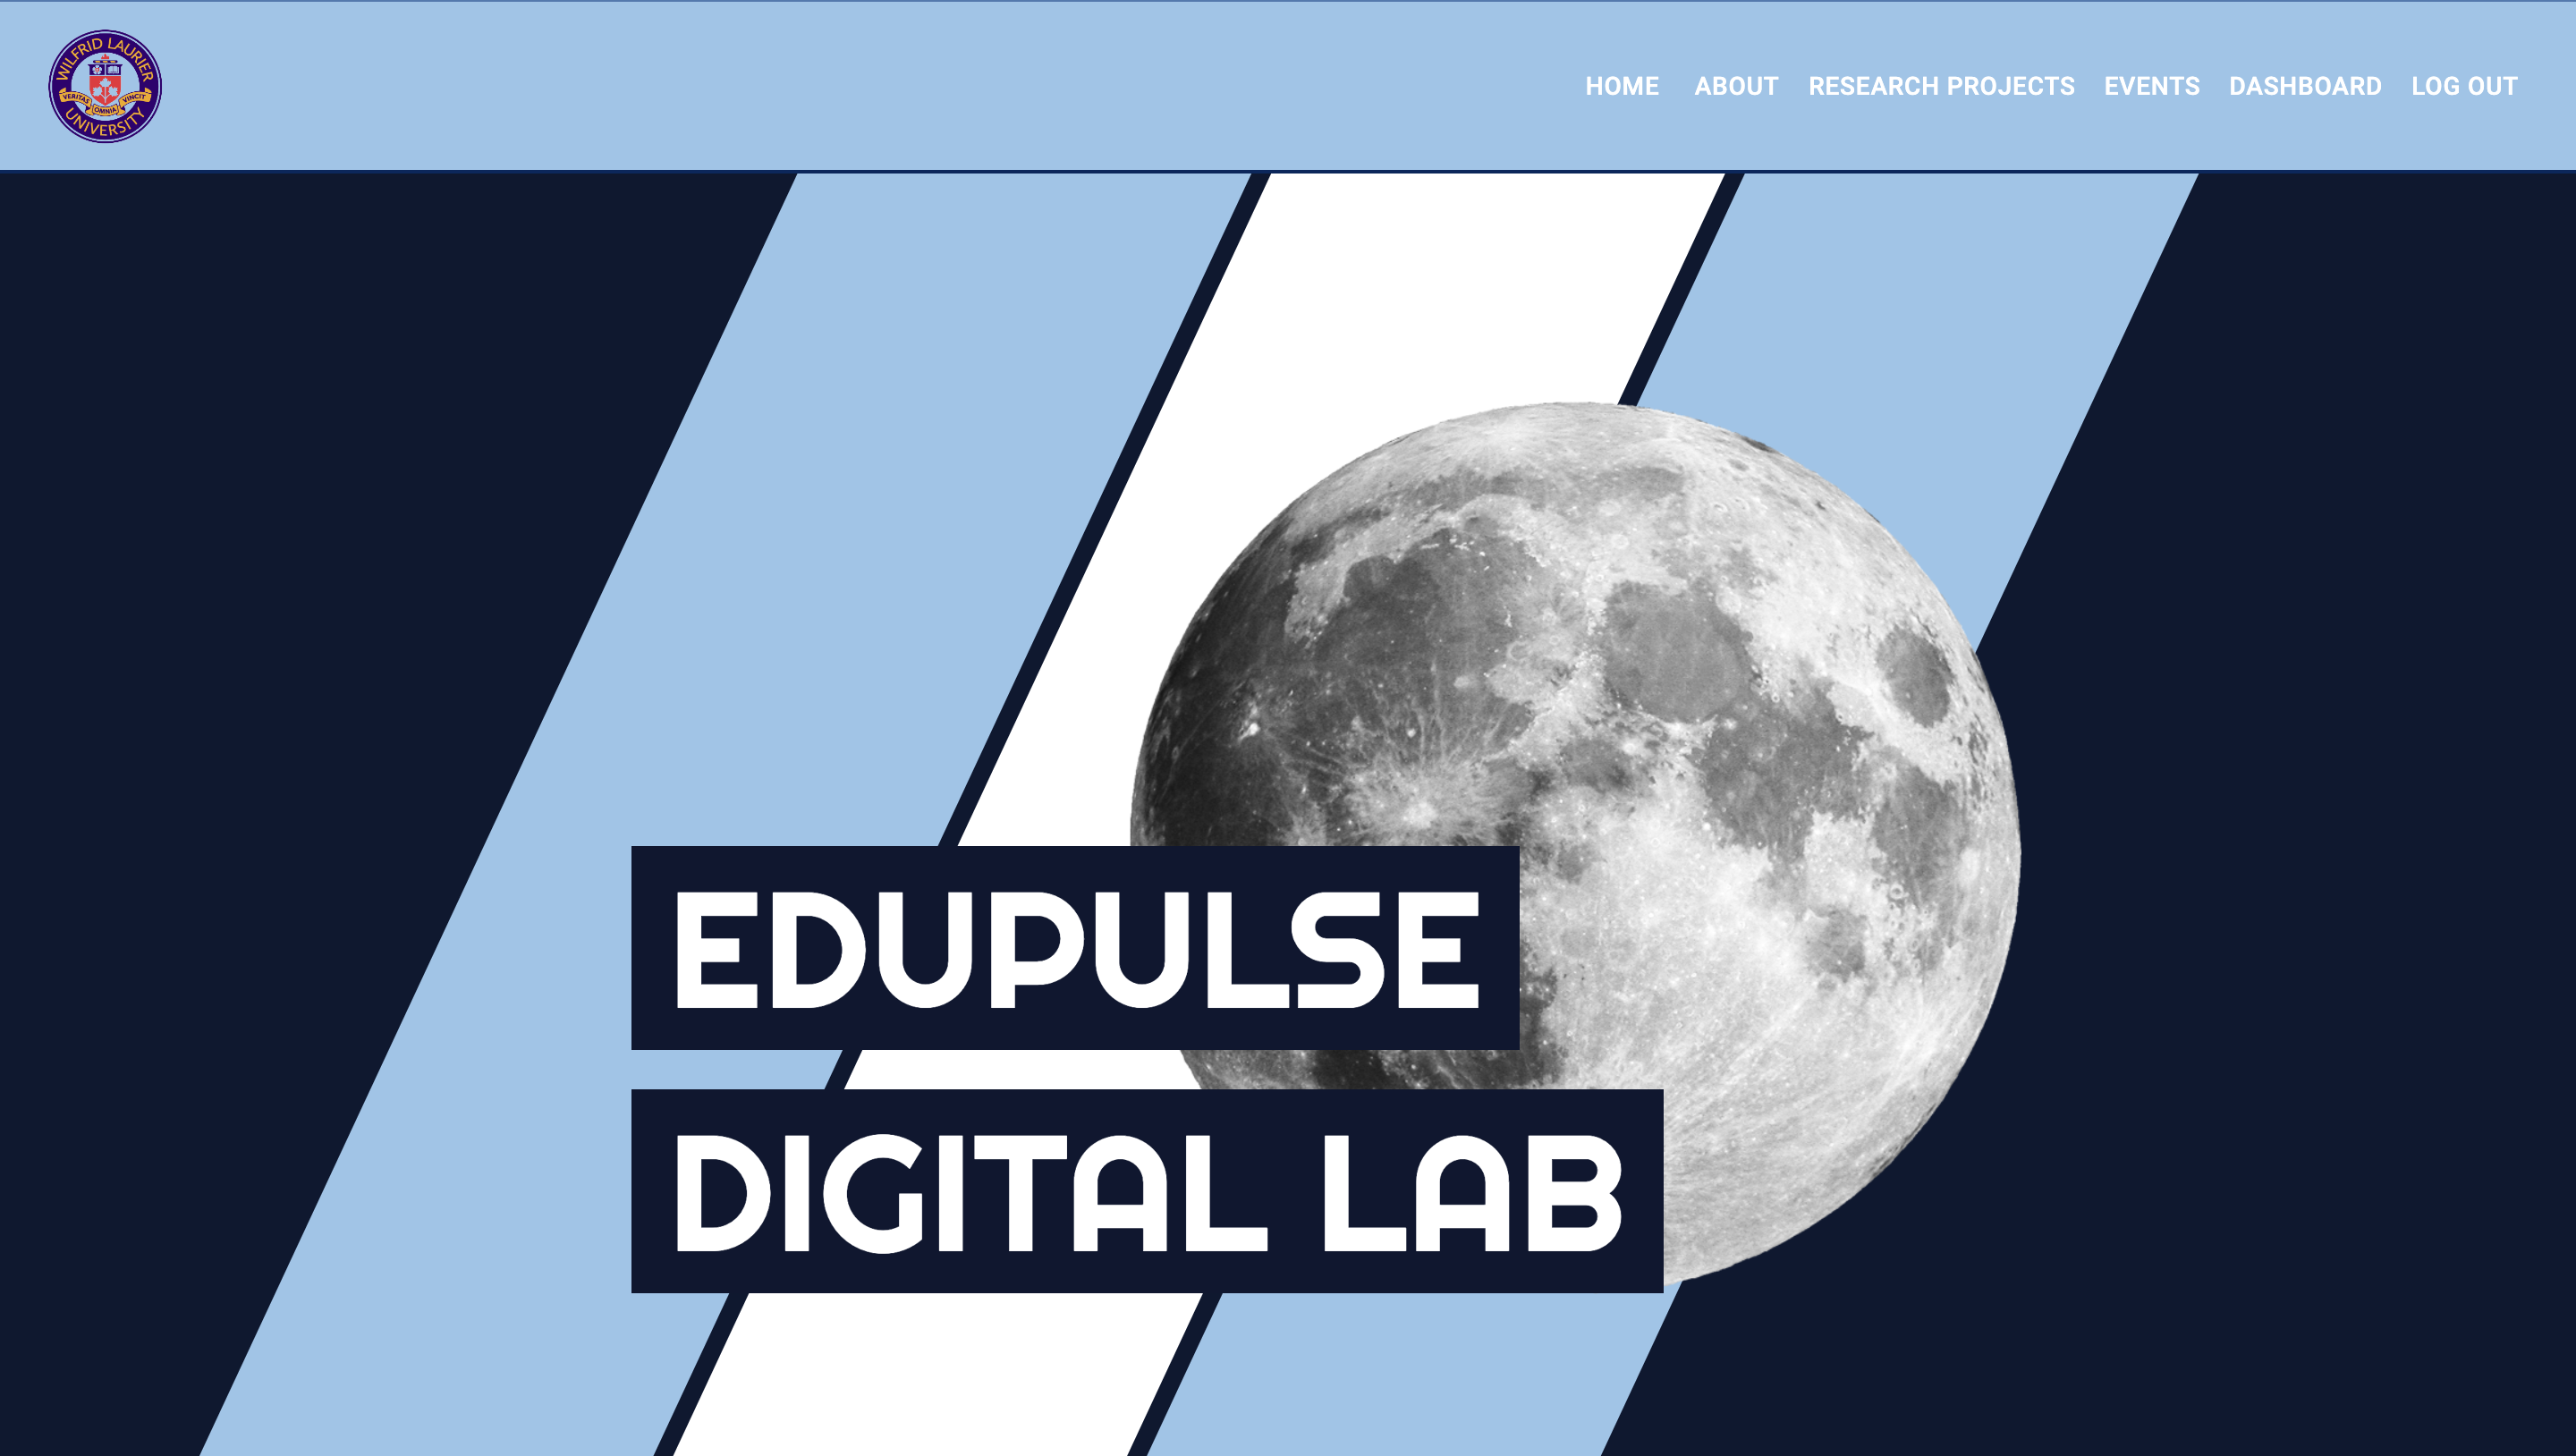 WILFRID LAURIER
VERITAS OMNIA VINCIT
UNIVERSITY
HOME ABOUT RESEARCH PROJECTS EVENTS DASHBOARD LOG OUT
EDUPULSE
DIGITAL LAB